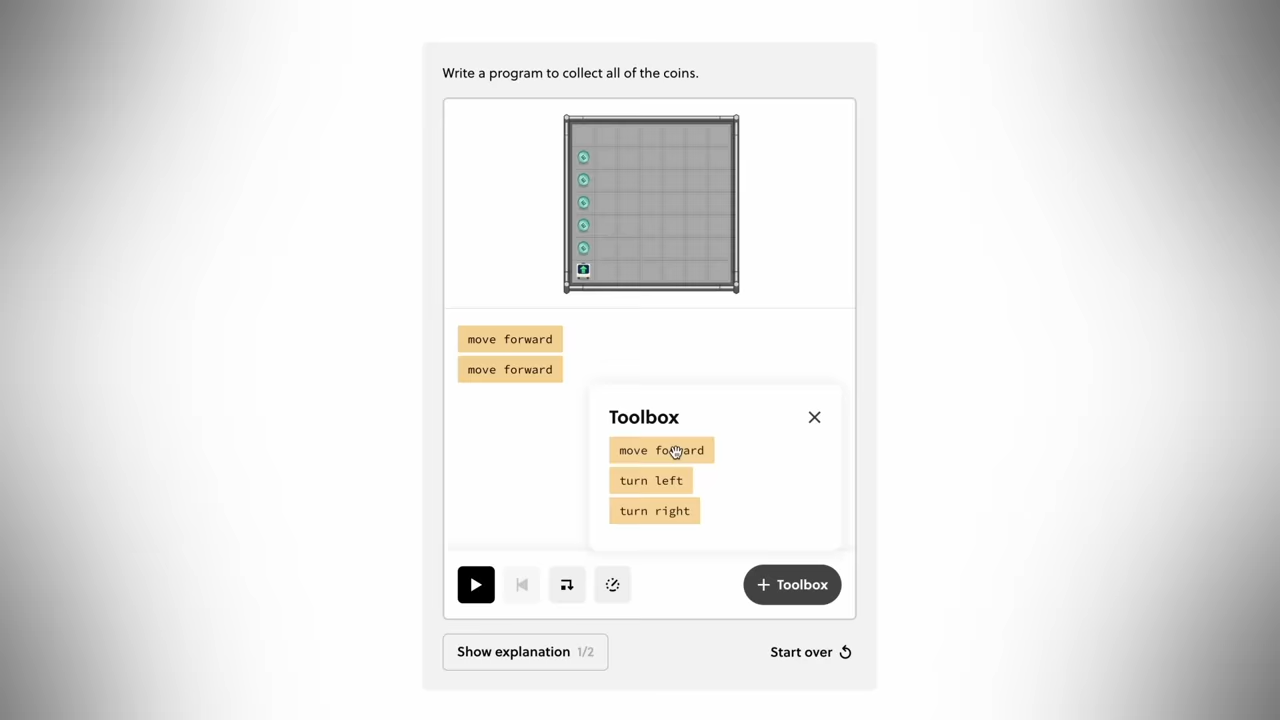 Write a program to collect all of the coins.
move forward
move forward
Toolbox
move forward
turn left
turn right
Toolbox
Show explanation 1/2
Start over